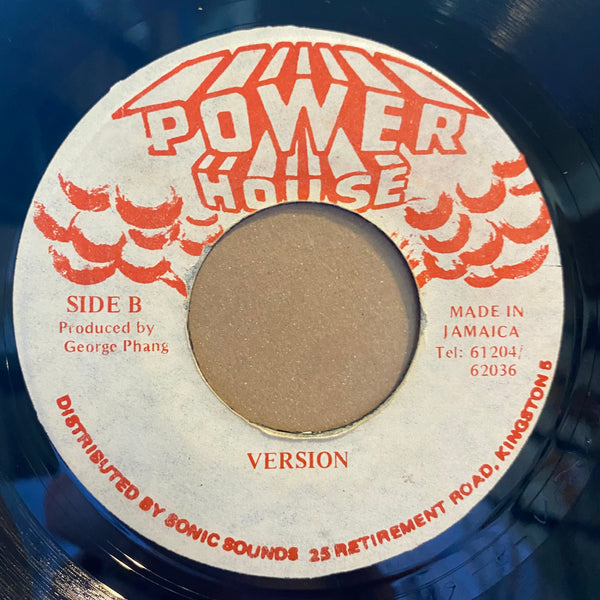 POWER
HOUSE
SIDE B
Produced by
George Phang
MADE IN
JAMAICA
Tel: 61204/
62036
VERSION
DISTRIBUTED BY SONIC SOUNDS 25 RETIREMENT ROAD, KINGSTON 5